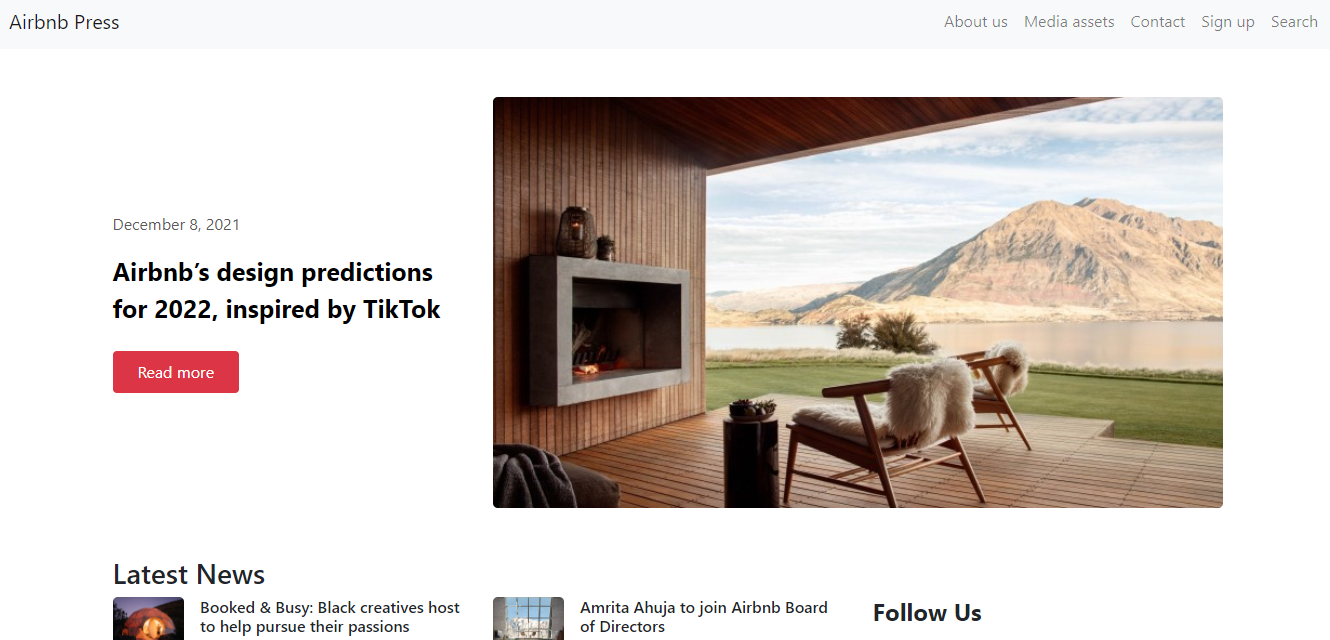 Airbnb Press
About us Media assets Contact Sign up Search
December 8, 2021
Airbnb’s design predictions
for 2022, inspired by TikTok
Read more
Latest News
Booked & Busy: Black creatives host
to help pursue their passions
Amrita Ahuja to join Airbnb Board
of Directors
Follow Us